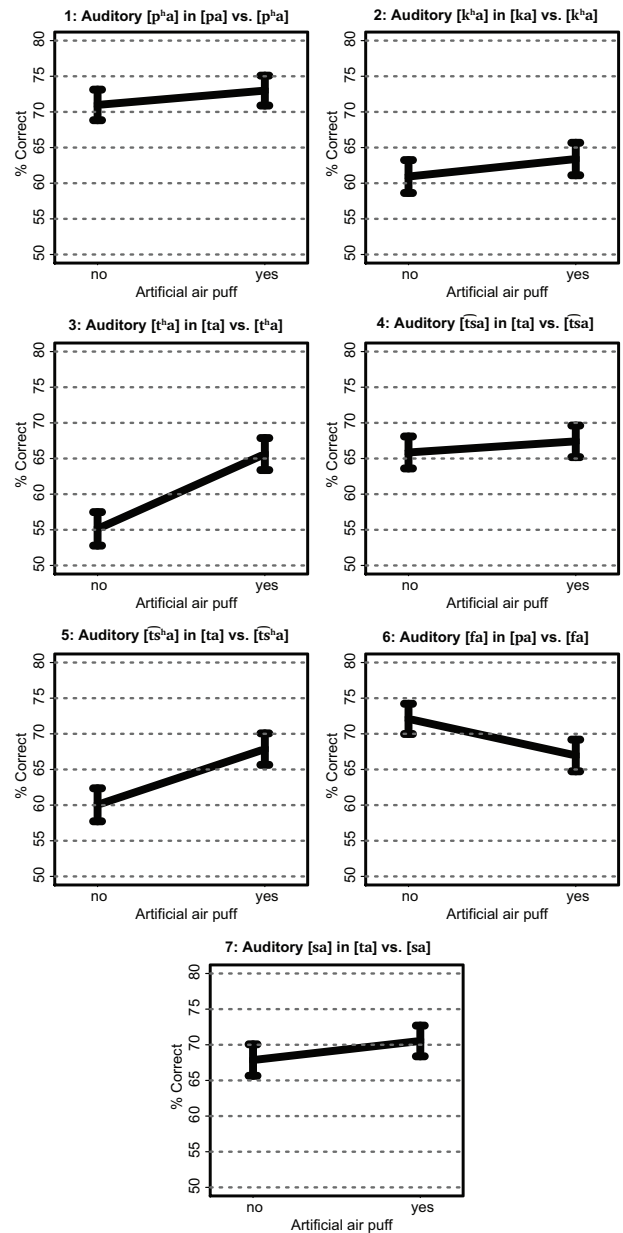 1: Auditory [pʰa] in [pa] vs. [pʰa]
80
75
70
65
60
55
50
% Correct
no
yes
Artificial air puff
2: Auditory [kʰa] in [ka] vs. [kʰa]
80
75
70
65
60
55
50
% Correct
no
yes
Artificial air puff
3: Auditory [tʰa] in [ta] vs. [tʰa]
80
75
70
65
60
55
50
% Correct
no
yes
Artificial air puff
4: Auditory [t͡sa] in [ta] vs. [t͡sa]
80
75
70
65
60
55
50
% Correct
no
yes
Artificial air puff
5: Auditory [t͡sʰa] in [ta] vs. [t͡sʰa]
80
75
70
65
60
55
50
% Correct
no
yes
Artificial air puff
6: Auditory [fa] in [pa] vs. [fa]
80
75
70
65
60
55
50
% Correct
no
yes
Artificial air puff
7: Auditory [sa] in [ta] vs. [sa]
80
75
70
65
60
55
50
% Correct
no
yes
Artificial air puff